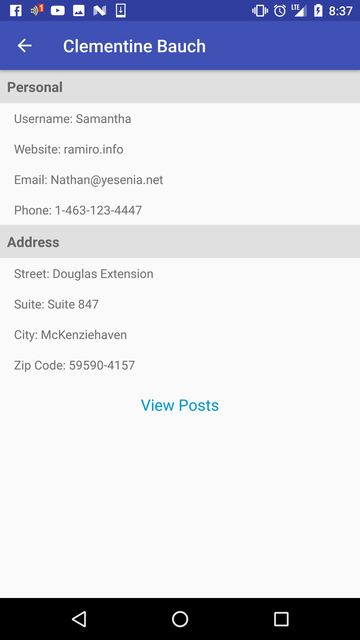 8:37
Clementine Bauch
Personal
Username: Samantha
Website: ramiro.info
Email: Nathan@yesenia.net
Phone: 1-463-123-4447
Address
Street: Douglas Extension
Suite: Suite 847
City: McKenziehaven
Zip Code: 59590-4157
View Posts